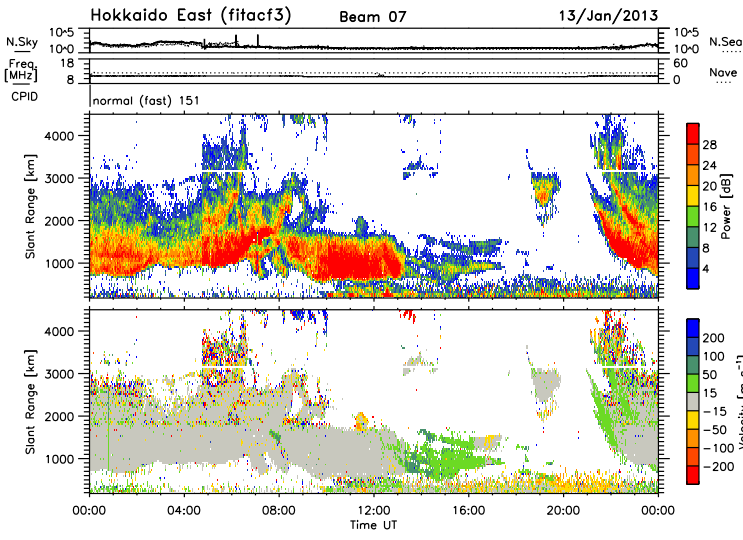 Hokkaido East (fitacf3) Beam 07 13/Jan/2013
N.Sky 10^5 10^0 10^5 10^0 N.Sea
Freq. [MHz] 18 8 60 0 Nave
CPID normal (fast) 151
Slant Range [km] 4000 3000 2000 1000
Power [dB] 28 24 20 16 12 8 4
Slant Range [km] 4000 3000 2000 1000
Velocity [m s^-1] 200 100 50 15 -15 -50 -100 -200
00:00 04:00 08:00 12:00 16:00 20:00 00:00
Time UT